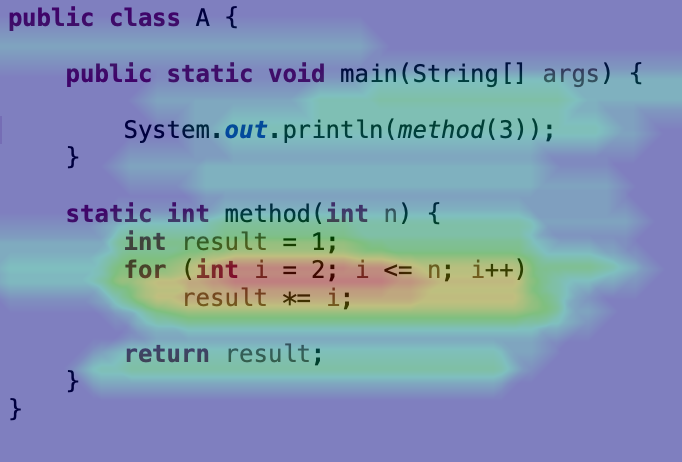 public class A {
public static void main(String[] args) {
System.out.println(method(3));
}
static int method(int n) {
int result = 1;
for (int i = 2; i <= n; i++)
result *= i;
return result;
}
}